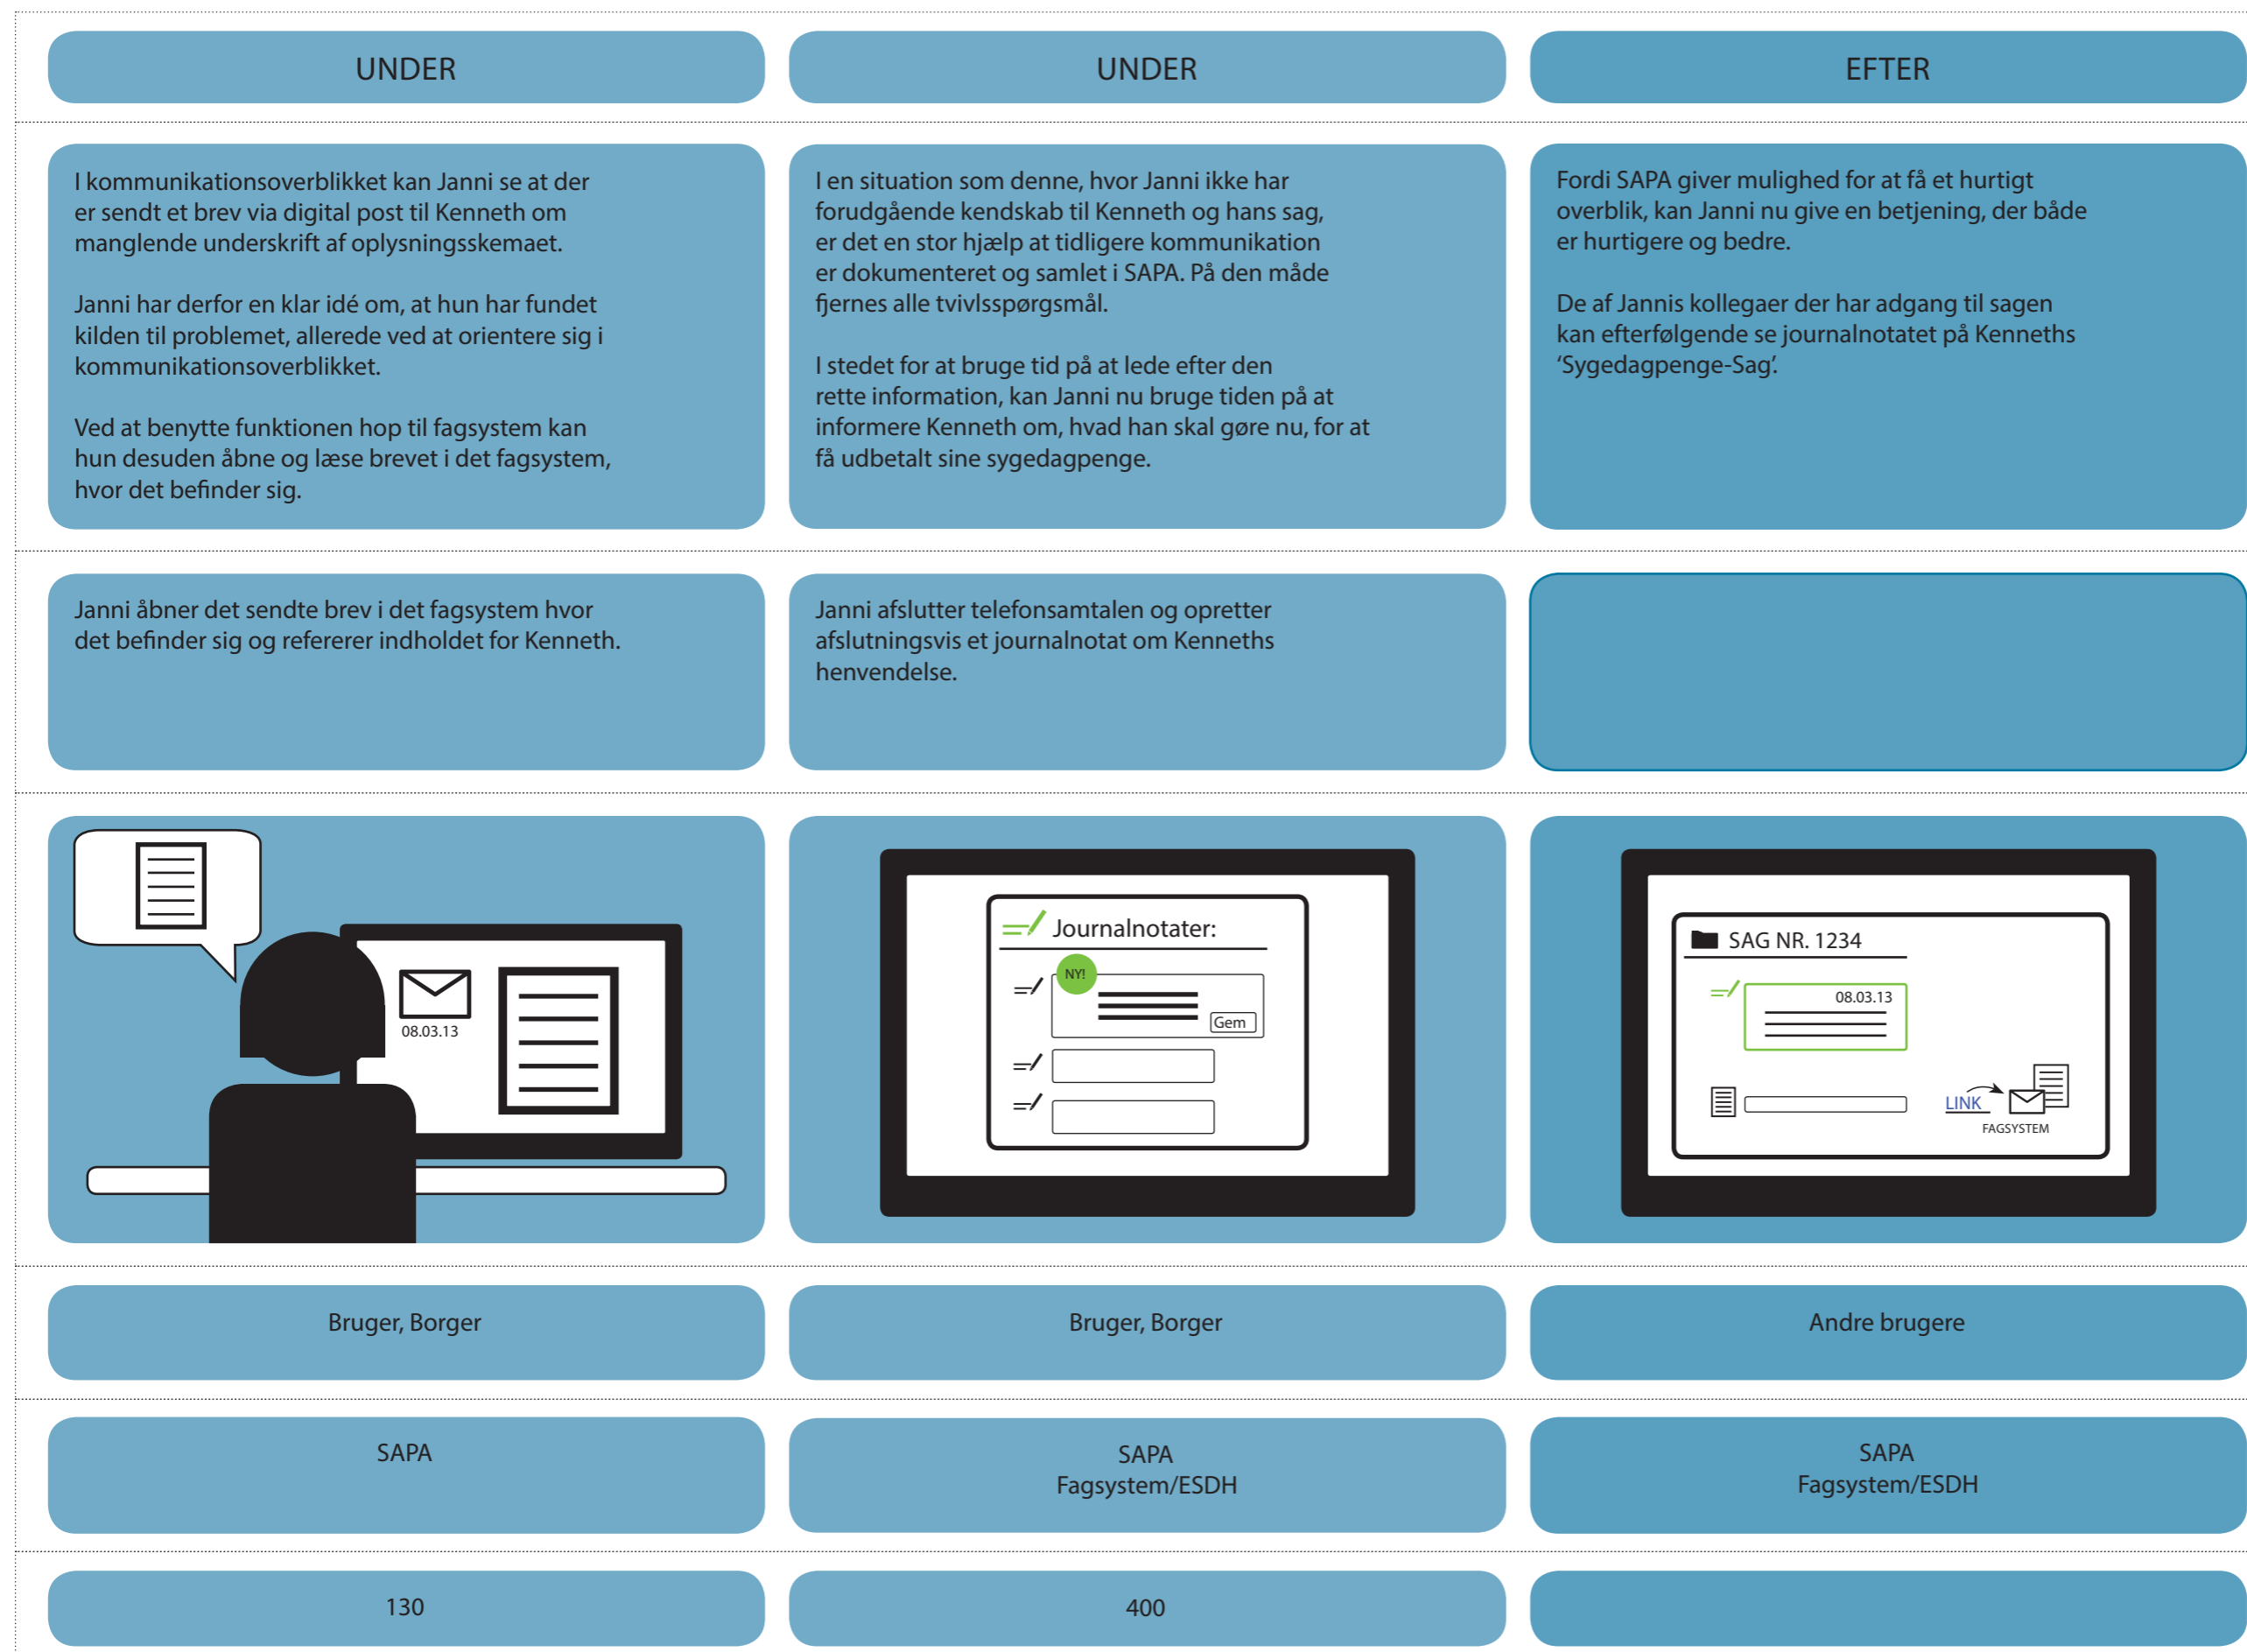 UNDER
UNDER
EFTER
I kommunikationsoverblikket kan Janni se at der
er sendt et brev via digital post til Kenneth om
manglende underskrift af oplysningsskemaet.
Janni har derfor en klar idé om, at hun har fundet
kilden til problemet, allerede ved at orientere sig i
kommunikationsoverblikket.
Ved at benytte funktionen hop til fagsystem kan
hun desuden åbne og læse brevet i det fagsystem,
hvor det befinder sig.
I en situation som denne, hvor Janni ikke har
forudgående kendskab til Kenneth og hans sag,
er det en stor hjælp at tidligere kommunikation
er dokumenteret og samlet i SAPA. På den måde
fjernes alle tvivlsspørgsmål.
I stedet for at bruge tid på at lede efter den
rette information, kan Janni nu bruge tiden på at
informere Kenneth om, hvad han skal gøre nu, for at
få udbetalt sine sygedagpenge.
Fordi SAPA giver mulighed for at få et hurtigt
overblik, kan Janni nu give en betjening, der både
er hurtigere og bedre.
De af Jannis kollegaer der har adgang til sagen
kan efterfølgende se journalnotatet på Kenneths
‘Sygedagpenge-Sag’.
Janni åbner det sendte brev i det fagsystem hvor
det befinder sig og refererer indholdet for Kenneth.
Janni afslutter telefonsamtalen og opretter
afslutningsvis et journalnotat om Kenneths
henvendelse.
08.03.13
Journalnotater:
NY!
Gem
SAG NR. 1234
08.03.13
LINK
FAGSYSTEM
Bruger, Borger
Bruger, Borger
Andre brugere
SAPA
SAPA
Fagsystem/ESDH
SAPA
Fagsystem/ESDH
130
400